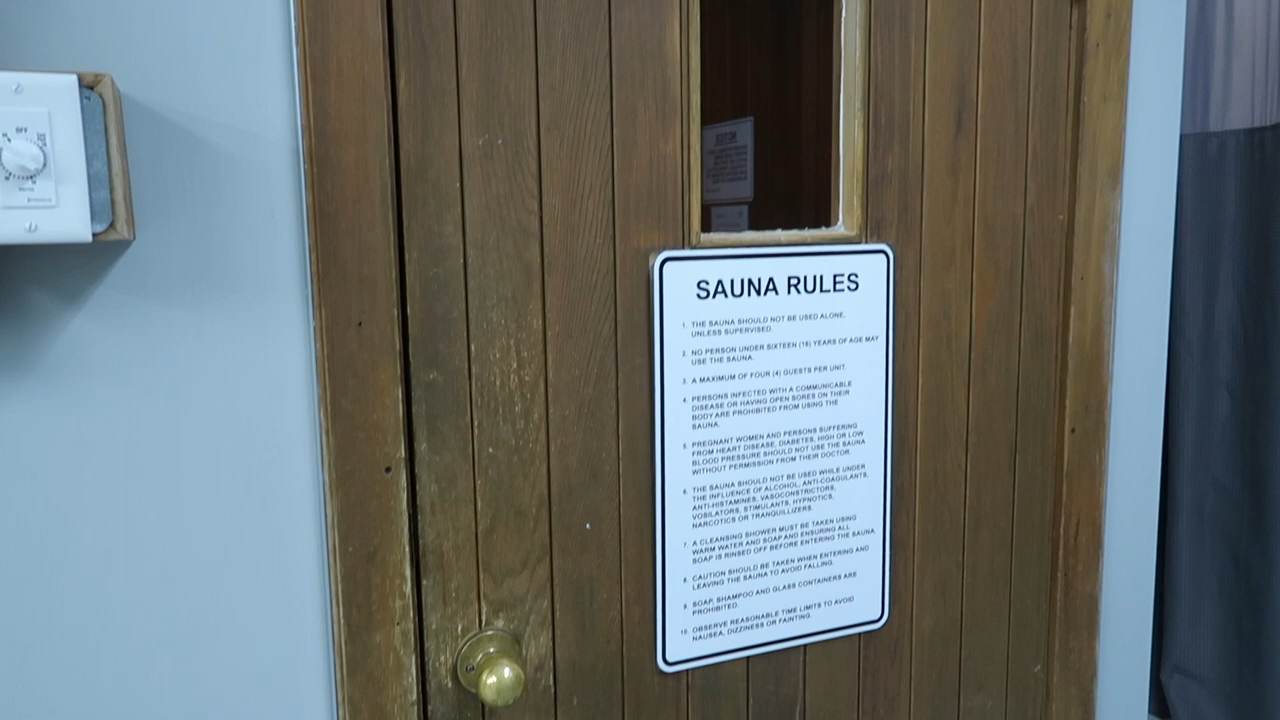 OFF
NOTICE
SAUNA RULES
1. THE SAUNA SHOULD NOT BE USED ALONE,
UNLESS SUPERVISED.
2. NO PERSON UNDER SIXTEEN (16) YEARS OF AGE MAY
USE THE SAUNA.
3. A MAXIMUM OF FOUR (4) GUESTS PER UNIT.
4. PERSONS INFECTED WITH A COMMUNICABLE
DISEASE OR HAVING OPEN SORES ON THEIR
BODY ARE PROHIBITED FROM USING THE
SAUNA.
5. PREGNANT WOMEN AND PERSONS SUFFERING
FROM HEART DISEASE, DIABETES, HIGH OR LOW
BLOOD PRESSURE SHOULD NOT USE THE SAUNA
WITHOUT PERMISSION FROM THEIR DOCTOR.
6. THE SAUNA SHOULD NOT BE USED WHILE UNDER
THE INFLUENCE OF ALCOHOL, ANTI-COAGULANTS,
ANTI-HISTAMINES, VASOCONSTRICTORS,
VOSILATORS, STIMULANTS, HYPNOTICS,
NARCOTICS OR TRANQUILLIZERS.
7. A CLEANSING SHOWER MUST BE TAKEN USING
WARM WATER AND SOAP AND ENSURING ALL
SOAP IS RINSED OFF BEFORE ENTERING THE SAUNA.
8. CAUTION SHOULD BE TAKEN WHEN ENTERING AND
LEAVING THE SAUNA TO AVOID FALLING.
9. SOAP, SHAMPOO AND GLASS CONTAINERS ARE
PROHIBITED.
10. OBSERVE REASONABLE TIME LIMITS TO AVOID
NAUSEA, DIZZINESS OR FAINTING.